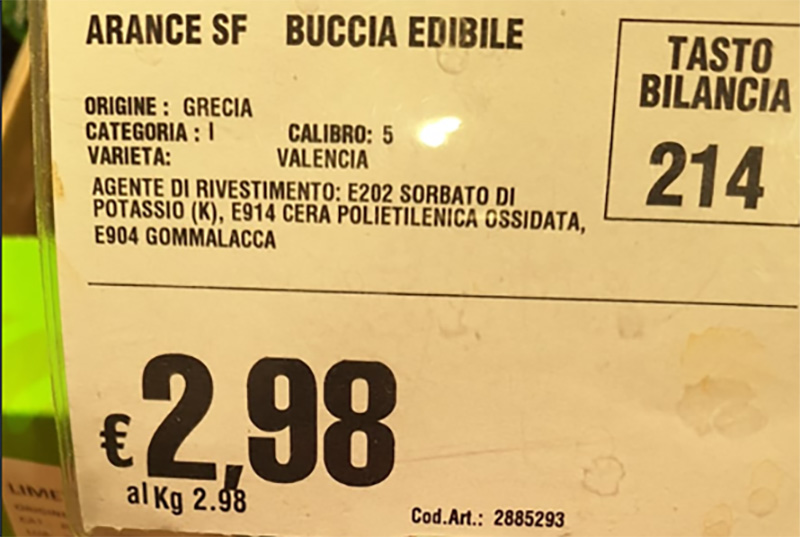 ARANCE SF BUCCIA EDIBILE
TASTO
BILANCIA
214
ORIGINE : GRECIA
CATEGORIA : I CALIBRO: 5
VARIETA: VALENCIA
AGENTE DI RIVESTIMENTO: E202 SORBATO DI
POTASSIO (K), E914 CERA POLIETILENICA OSSIDATA,
E904 GOMMALACCA
€ 2,98
al Kg 2.98
Cod.Art.: 2885293
LIME